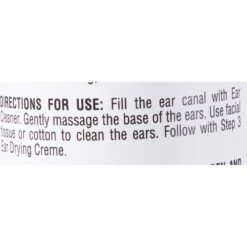 DIRECTIONS FOR USE: Fill the ear canal with Ear
Cleaner. Gently massage the base of the ears. Use facial
tissue or cotton to clean the ears. Follow with Step 3
Ear Drying Creme.